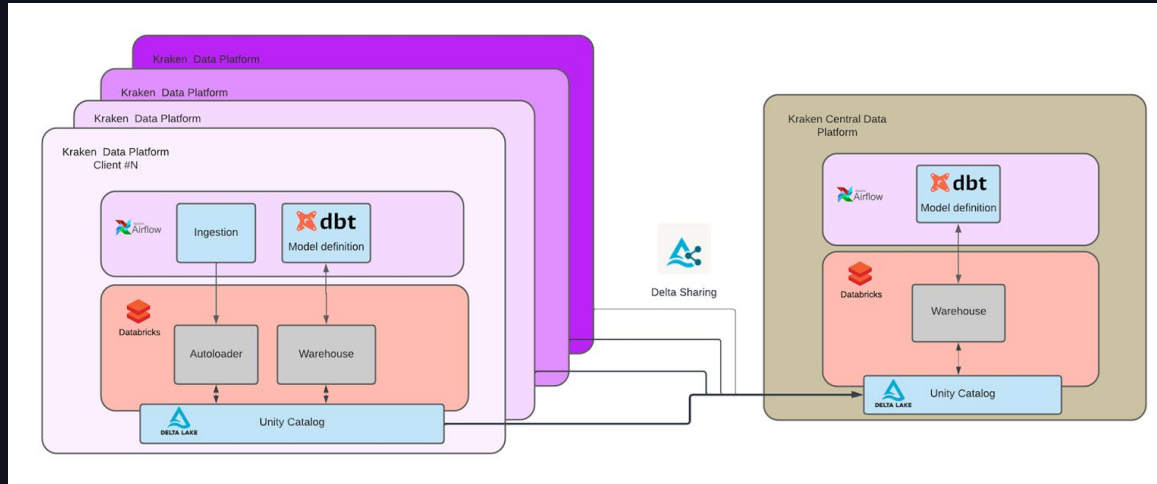 Kraken Data Platform
Kraken Data Platform
Kraken Data Platform
Kraken Data Platform
Client #N
Airflow
Ingestion
dbt
Model definition
Databricks
Autoloader
Warehouse
DELTA LAKE
Unity Catalog
Delta Sharing
Kraken Central Data
Platform
Airflow
dbt
Model definition
Databricks
Warehouse
DELTA LAKE
Unity Catalog